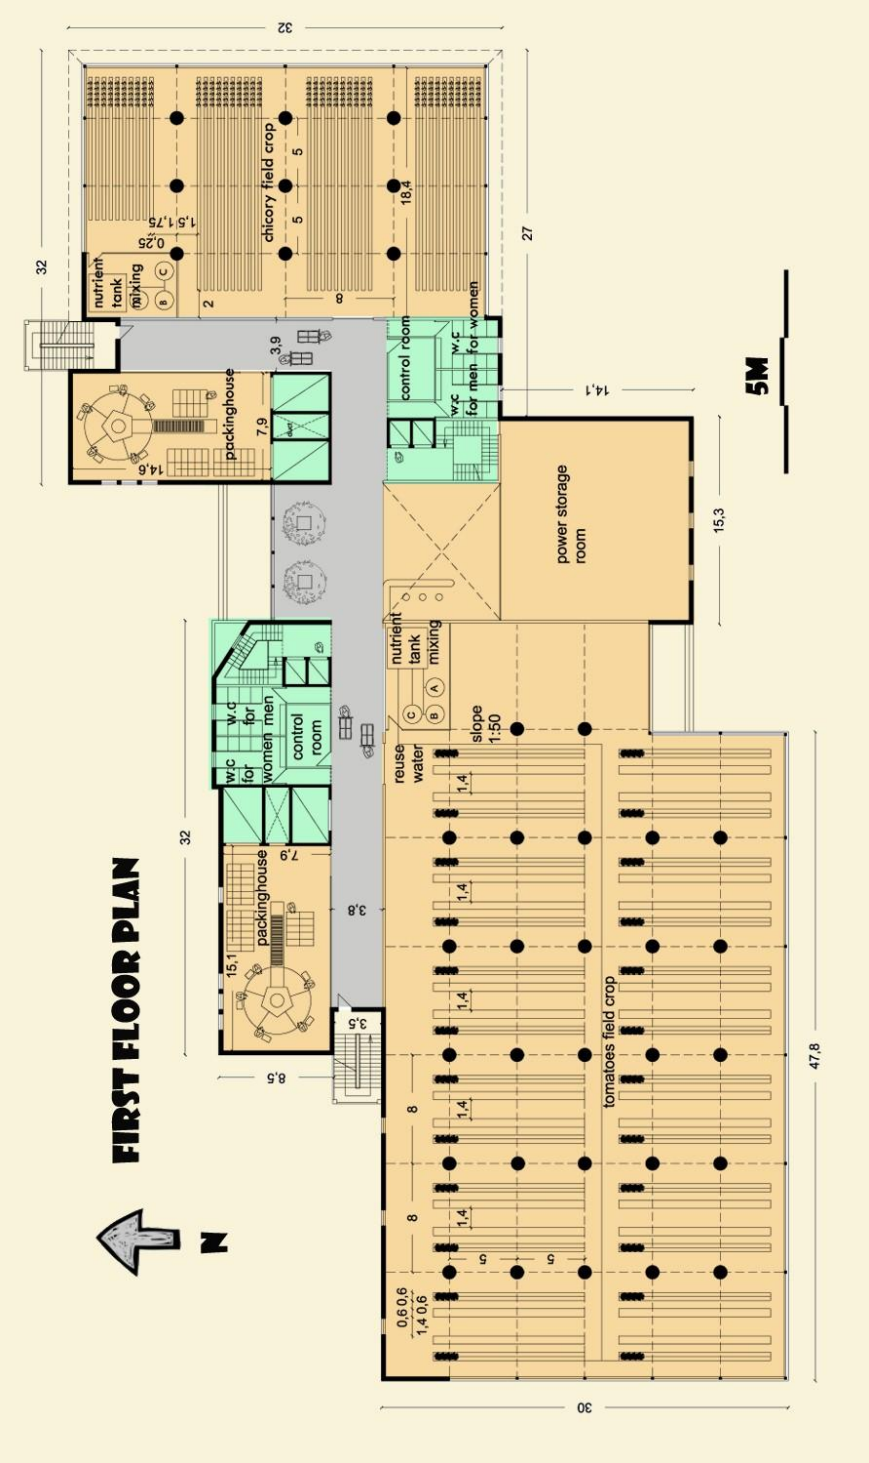 32
32
27
chicory field crop
5
5
18,4
1,5 1,75
0,25
8
2
nutrient
tank
mixing
C
B
3,9
control room
w.c
for men
w.c
for women
packinghouse
7,9
14,6
duct
14,1
5M
power storage
room
15,3
nutrient
tank
mixing
A
B
C
slope
1:50
reuse
water
w.c
for
men
w.c
for
women
control
room
32
packinghouse
7,9
15,1
3,8
3,5
8,5
FIRST FLOOR PLAN
N
tomatoes field crop
1,4
1,4
1,4
1,4
1,4
8
8
5
5
0,6 0,6
1,4 0,6
47,8
30